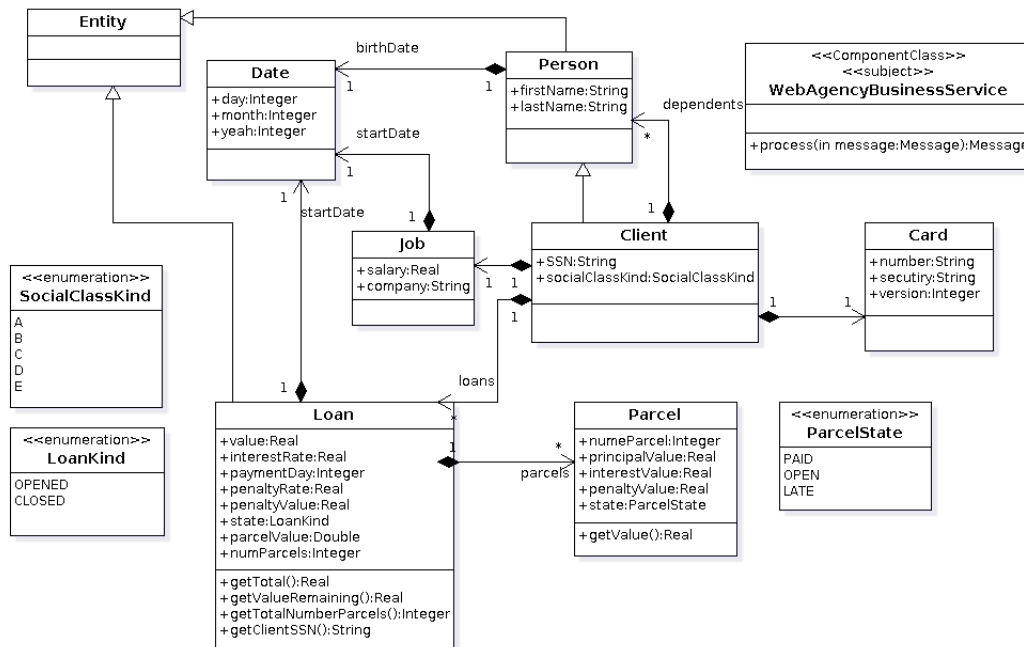 Entity
Date
+day:Integer
+month:Integer
+yeah:Integer
birthDate
1
1
startDate
1
1
1
startDate
1
Person
+firstName:String
+lastName:String
dependents
*
1
<<ComponentClass>>
<<subject>>
WebAgencyBusinessService
+process(in message:Message):Message
Job
+salary:Real
+company:String
1
1
1
Client
+SSN:String
+socialClassKind:SocialClassKind
1
1
Card
+number:String
+secutiry:String
+version:Integer
<<enumeration>>
SocialClassKind
A
B
C
D
E
<<enumeration>>
LoanKind
OPENED
CLOSED
loans
*
Loan
+value:Real
+interestRate:Real
+paymentDay:Integer
+penaltyRate:Real
+penaltyValue:Real
+state:LoanKind
+parcelValue:Double
+numParcels:Integer
+getTotal():Real
+getValueRemaining():Real
+getTotalNumberParcels():Integer
+getClientSSN():String
1
*
parcels
Parcel
+numeParcel:Integer
+principalValue:Real
+interestValue:Real
+penaltyValue:Real
+state:ParcelState
+getValue():Real
<<enumeration>>
ParcelState
PAID
OPEN
LATE